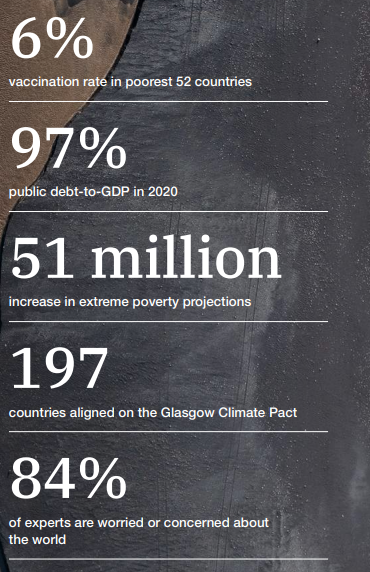 6%
vaccination rate in poorest 52 countries
97%
public debt-to-GDP in 2020
51 million
increase in extreme poverty projections
197
countries aligned on the Glasgow Climate Pact
84%
of experts are worried or concerned about
the world